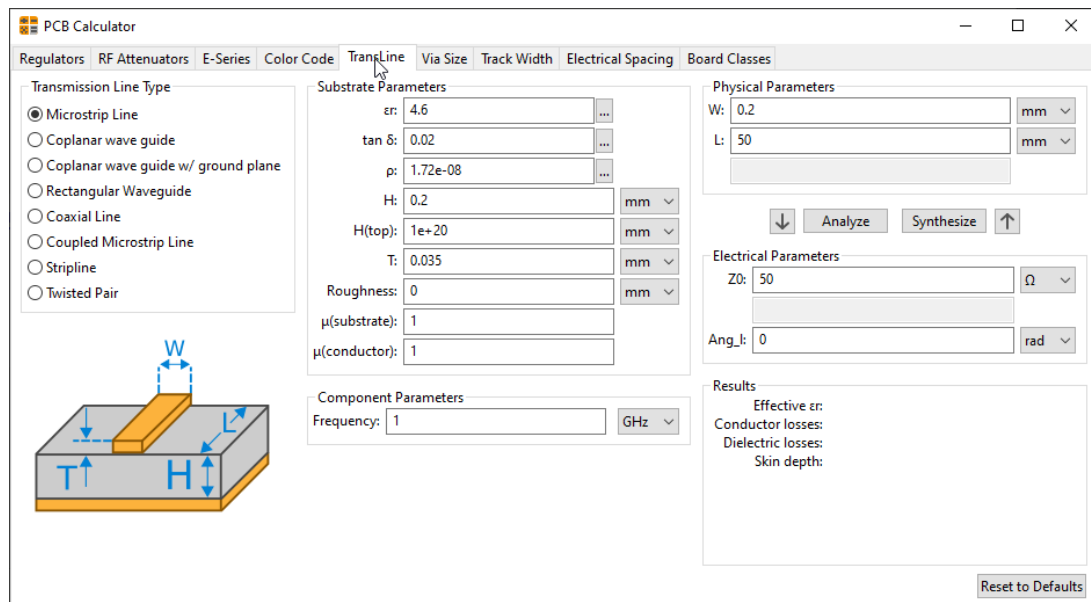 PCB Calculator
Regulators RF Attenuators E-Series Color Code TransLine Via Size Track Width Electrical Spacing Board Classes
Transmission Line Type
Microstrip Line
Coplanar wave guide
Coplanar wave guide w/ ground plane
Rectangular Waveguide
Coaxial Line
Coupled Microstrip Line
Stripline
Twisted Pair
W
L
T
H
Substrate Parameters
εr: 4.6 ...
tan δ: 0.02 ...
ρ: 1.72e-08 ...
H: 0.2 mm
H(top): 1e+20 mm
T: 0.035 mm
Roughness: 0 mm
μ(substrate): 1
μ(conductor): 1
Component Parameters
Frequency: 1 GHz
Physical Parameters
W: 0.2 mm
L: 50 mm
Analyze Synthesize
Electrical Parameters
Z0: 50 Ω
Ang_l: 0 rad
Results
Effective εr:
Conductor losses:
Dielectric losses:
Skin depth:
Reset to Defaults